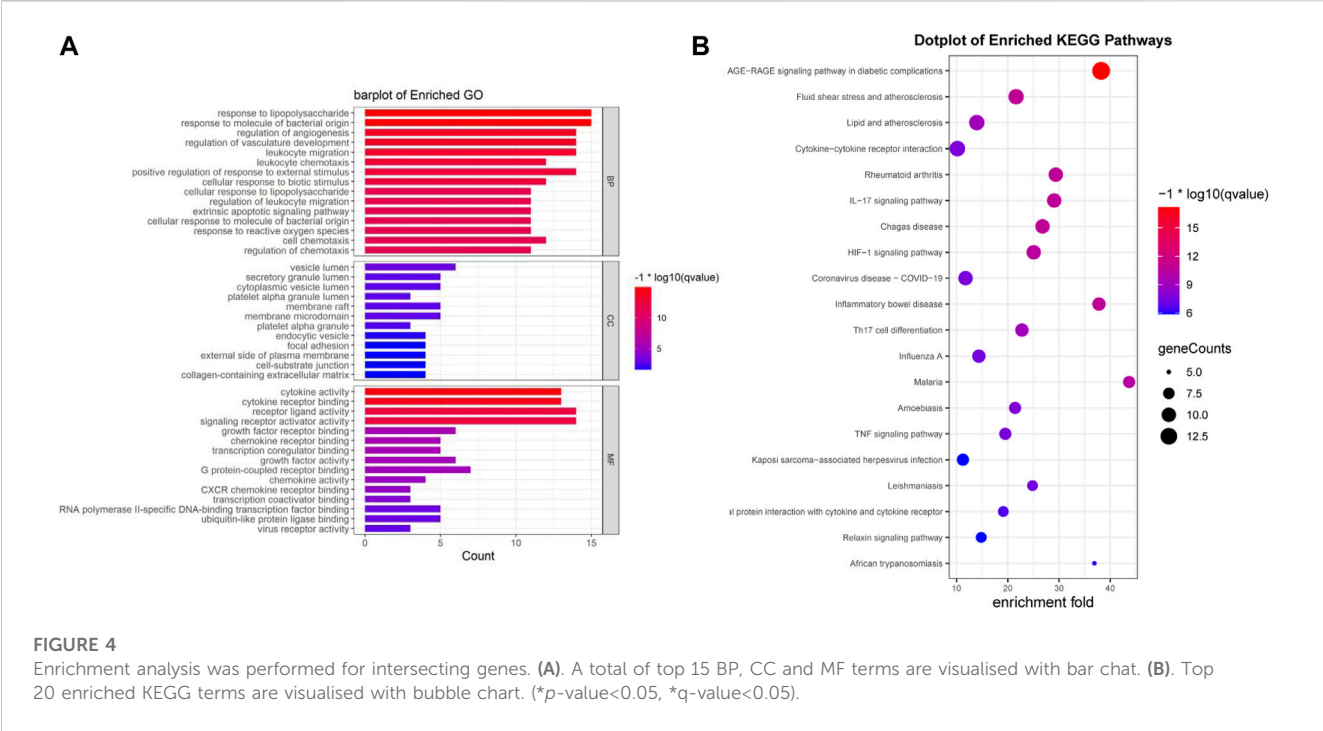 A
barplot of Enriched GO
response to lipopolysaccharide
response to molecule of bacterial origin
regulation of angiogenesis
regulation of vasculature development
leukocyte migration
leukocyte chemotaxis
positive regulation of response to external stimulus
cellular response to biotic stimulus
cellular response to lipopolysaccharide
regulation of leukocyte migration
extrinsic apoptotic signaling pathway
cellular response to molecule of bacterial origin
response to reactive oxygen species
cell chemotaxis
regulation of chemotaxis
BP
vesicle lumen
secretory granule lumen
cytoplasmic vesicle lumen
platelet alpha granule lumen
membrane raft
membrane microdomain
platelet alpha granule
endocytic vesicle
focal adhesion
external side of plasma membrane
cell-substrate junction
collagen-containing extracellular matrix
CC
cytokine activity
cytokine receptor binding
receptor ligand activity
signaling receptor activator activity
growth factor receptor binding
chemokine receptor binding
transcription coregulator binding
growth factor activity
G protein-coupled receptor binding
chemokine activity
CXCR chemokine receptor binding
transcription coactivator binding
RNA polymerase II-specific DNA-binding transcription factor binding
ubiquitin-like protein ligase binding
virus receptor activity
MF
0 5 10 15
Count
-1 * log10(qvalue)
10
5
B
Dotplot of Enriched KEGG Pathways
AGE−RAGE signaling pathway in diabetic complications
Fluid shear stress and atherosclerosis
Lipid and atherosclerosis
Cytokine−cytokine receptor interaction
Rheumatoid arthritis
IL−17 signaling pathway
Chagas disease
HIF−1 signaling pathway
Coronavirus disease − COVID−19
Inflammatory bowel disease
Th17 cell differentiation
Influenza A
Malaria
Amoebiasis
TNF signaling pathway
Kaposi sarcoma−associated herpesvirus infection
Leishmaniasis
l protein interaction with cytokine and cytokine receptor
Relaxin signaling pathway
African trypanosomiasis
10 20 30 40
enrichment fold
−1 * log10(qvalue)
15
12
9
6
geneCounts
5.0
7.5
10.0
12.5
FIGURE 4
Enrichment analysis was performed for intersecting genes. (A). A total of top 15 BP, CC and MF terms are visualised with bar chat. (B). Top
20 enriched KEGG terms are visualised with bubble chart. (*p-value<0.05, *q-value<0.05).